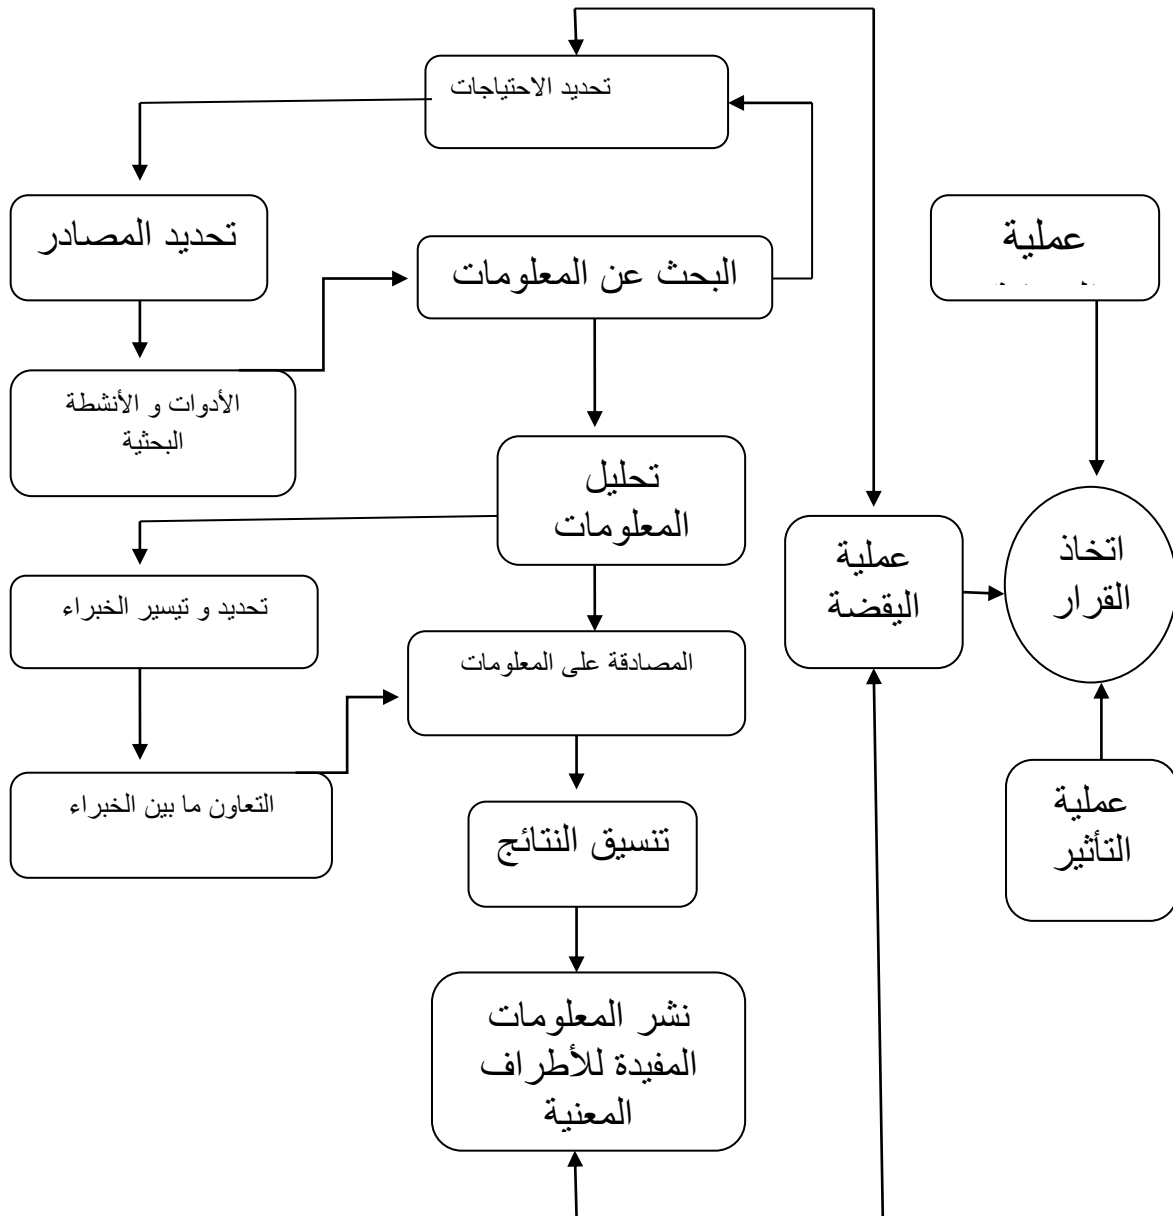 تحديد الاحتياجات
تحديد المصادر
عملية
البحث عن المعلومات
الأدوات و الأنشطة
البحثية
تحليل
المعلومات
عملية
اليقضة
اتخاذ
القرار
تحديد و تيسير الخبراء
المصادقة على المعلومات
التعاون ما بين الخبراء
تنسيق النتائج
عملية
التأثير
نشر المعلومات
المفيدة للأطراف
المعنية